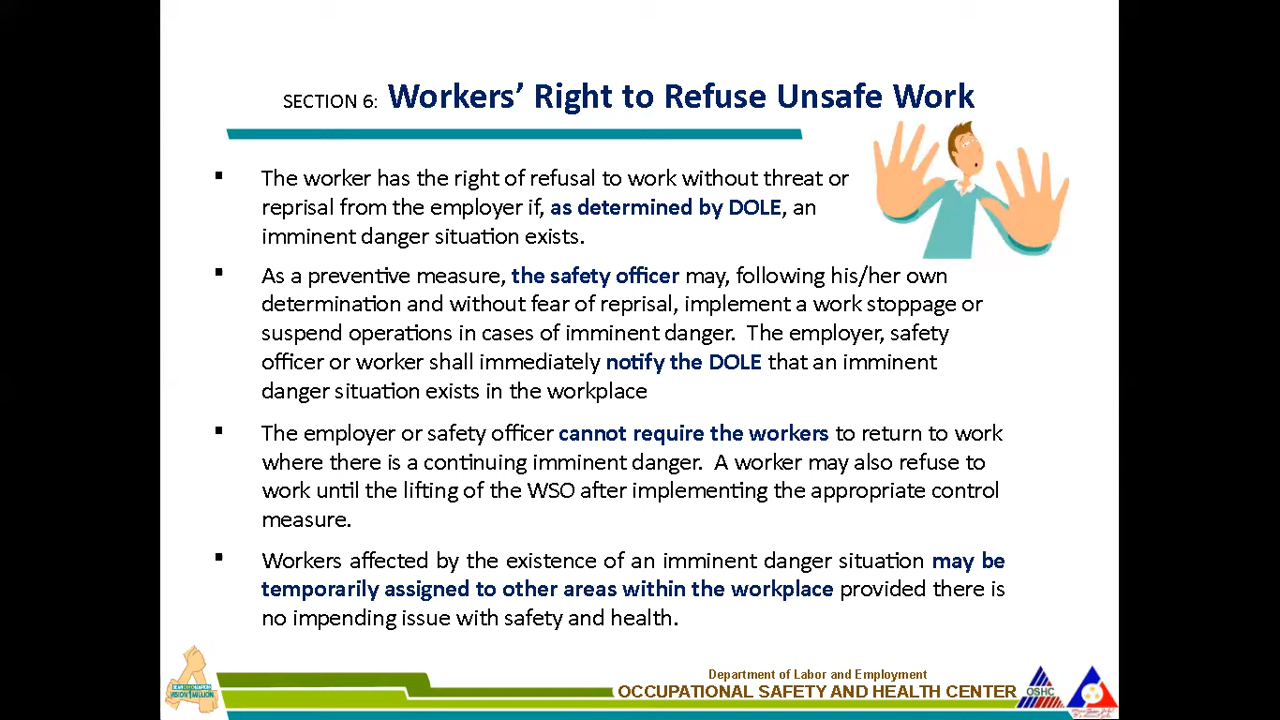 SECTION 6: Workers’ Right to Refuse Unsafe Work
▪ The worker has the right of refusal to work without threat or
reprisal from the employer if, as determined by DOLE, an
imminent danger situation exists.
▪ As a preventive measure, the safety officer may, following his/her own
determination and without fear of reprisal, implement a work stoppage or
suspend operations in cases of imminent danger. The employer, safety
officer or worker shall immediately notify the DOLE that an imminent
danger situation exists in the workplace
▪ The employer or safety officer cannot require the workers to return to work
where there is a continuing imminent danger. A worker may also refuse to
work until the lifting of the WSO after implementing the appropriate control
measure.
▪ Workers affected by the existence of an imminent danger situation may be
temporarily assigned to other areas within the workplace provided there is
no impending issue with safety and health.
Department of Labor and Employment
OCCUPATIONAL SAFETY AND HEALTH CENTER
OSHC